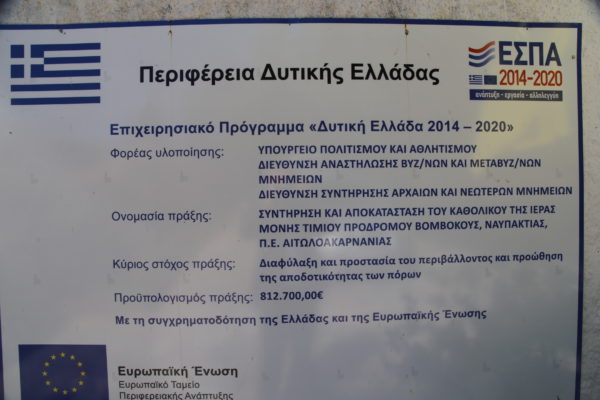 Περιφέρεια Δυτικής Ελλάδας
ΕΣΠΑ
2014-2020
ανάπτυξη - εργασία - αλληλεγγύη
Επιχειρησιακό Πρόγραμμα «Δυτική Ελλάδα 2014 – 2020»
Φορέας υλοποίησης: ΥΠΟΥΡΓΕΙΟ ΠΟΛΙΤΙΣΜΟΥ ΚΑΙ ΑΘΛΗΤΙΣΜΟΥ
ΔΙΕΥΘΥΝΣΗ ΑΝΑΣΤΗΛΩΣΗΣ ΒΥΖ/ΝΩΝ ΚΑΙ ΜΕΤΑΒΥΖ/ΝΩΝ
ΜΝΗΜΕΙΩΝ
ΔΙΕΥΘΥΝΣΗ ΣΥΝΤΗΡΗΣΗΣ ΑΡΧΑΙΩΝ ΚΑΙ ΝΕΩΤΕΡΩΝ ΜΝΗΜΕΙΩΝ
Ονομασία πράξης: ΣΥΝΤΗΡΗΣΗ ΚΑΙ ΑΠΟΚΑΤΑΣΤΑΣΗ ΤΟΥ ΚΑΘΟΛΙΚΟΥ ΤΗΣ ΙΕΡΑΣ
ΜΟΝΗΣ ΤΙΜΙΟΥ ΠΡΟΔΡΟΜΟΥ ΒΟΜΒΟΚΟΥΣ, ΝΑΥΠΑΚΤΙΑΣ,
Π.Ε. ΑΙΤΩΛΟΑΚΑΡΝΑΝΙΑΣ
Κύριος στόχος πράξης: Διαφύλαξη και προστασία του περιβάλλοντος και προώθηση
της αποδοτικότητας των πόρων
Προϋπολογισμός πράξης: 812.700,00€
Με τη συγχρηματοδότηση της Ελλάδας και της Ευρωπαϊκής Ένωσης
Ευρωπαϊκή Ένωση
Ευρωπαϊκό Ταμείο
Περιφερειακής Ανάπτυξης